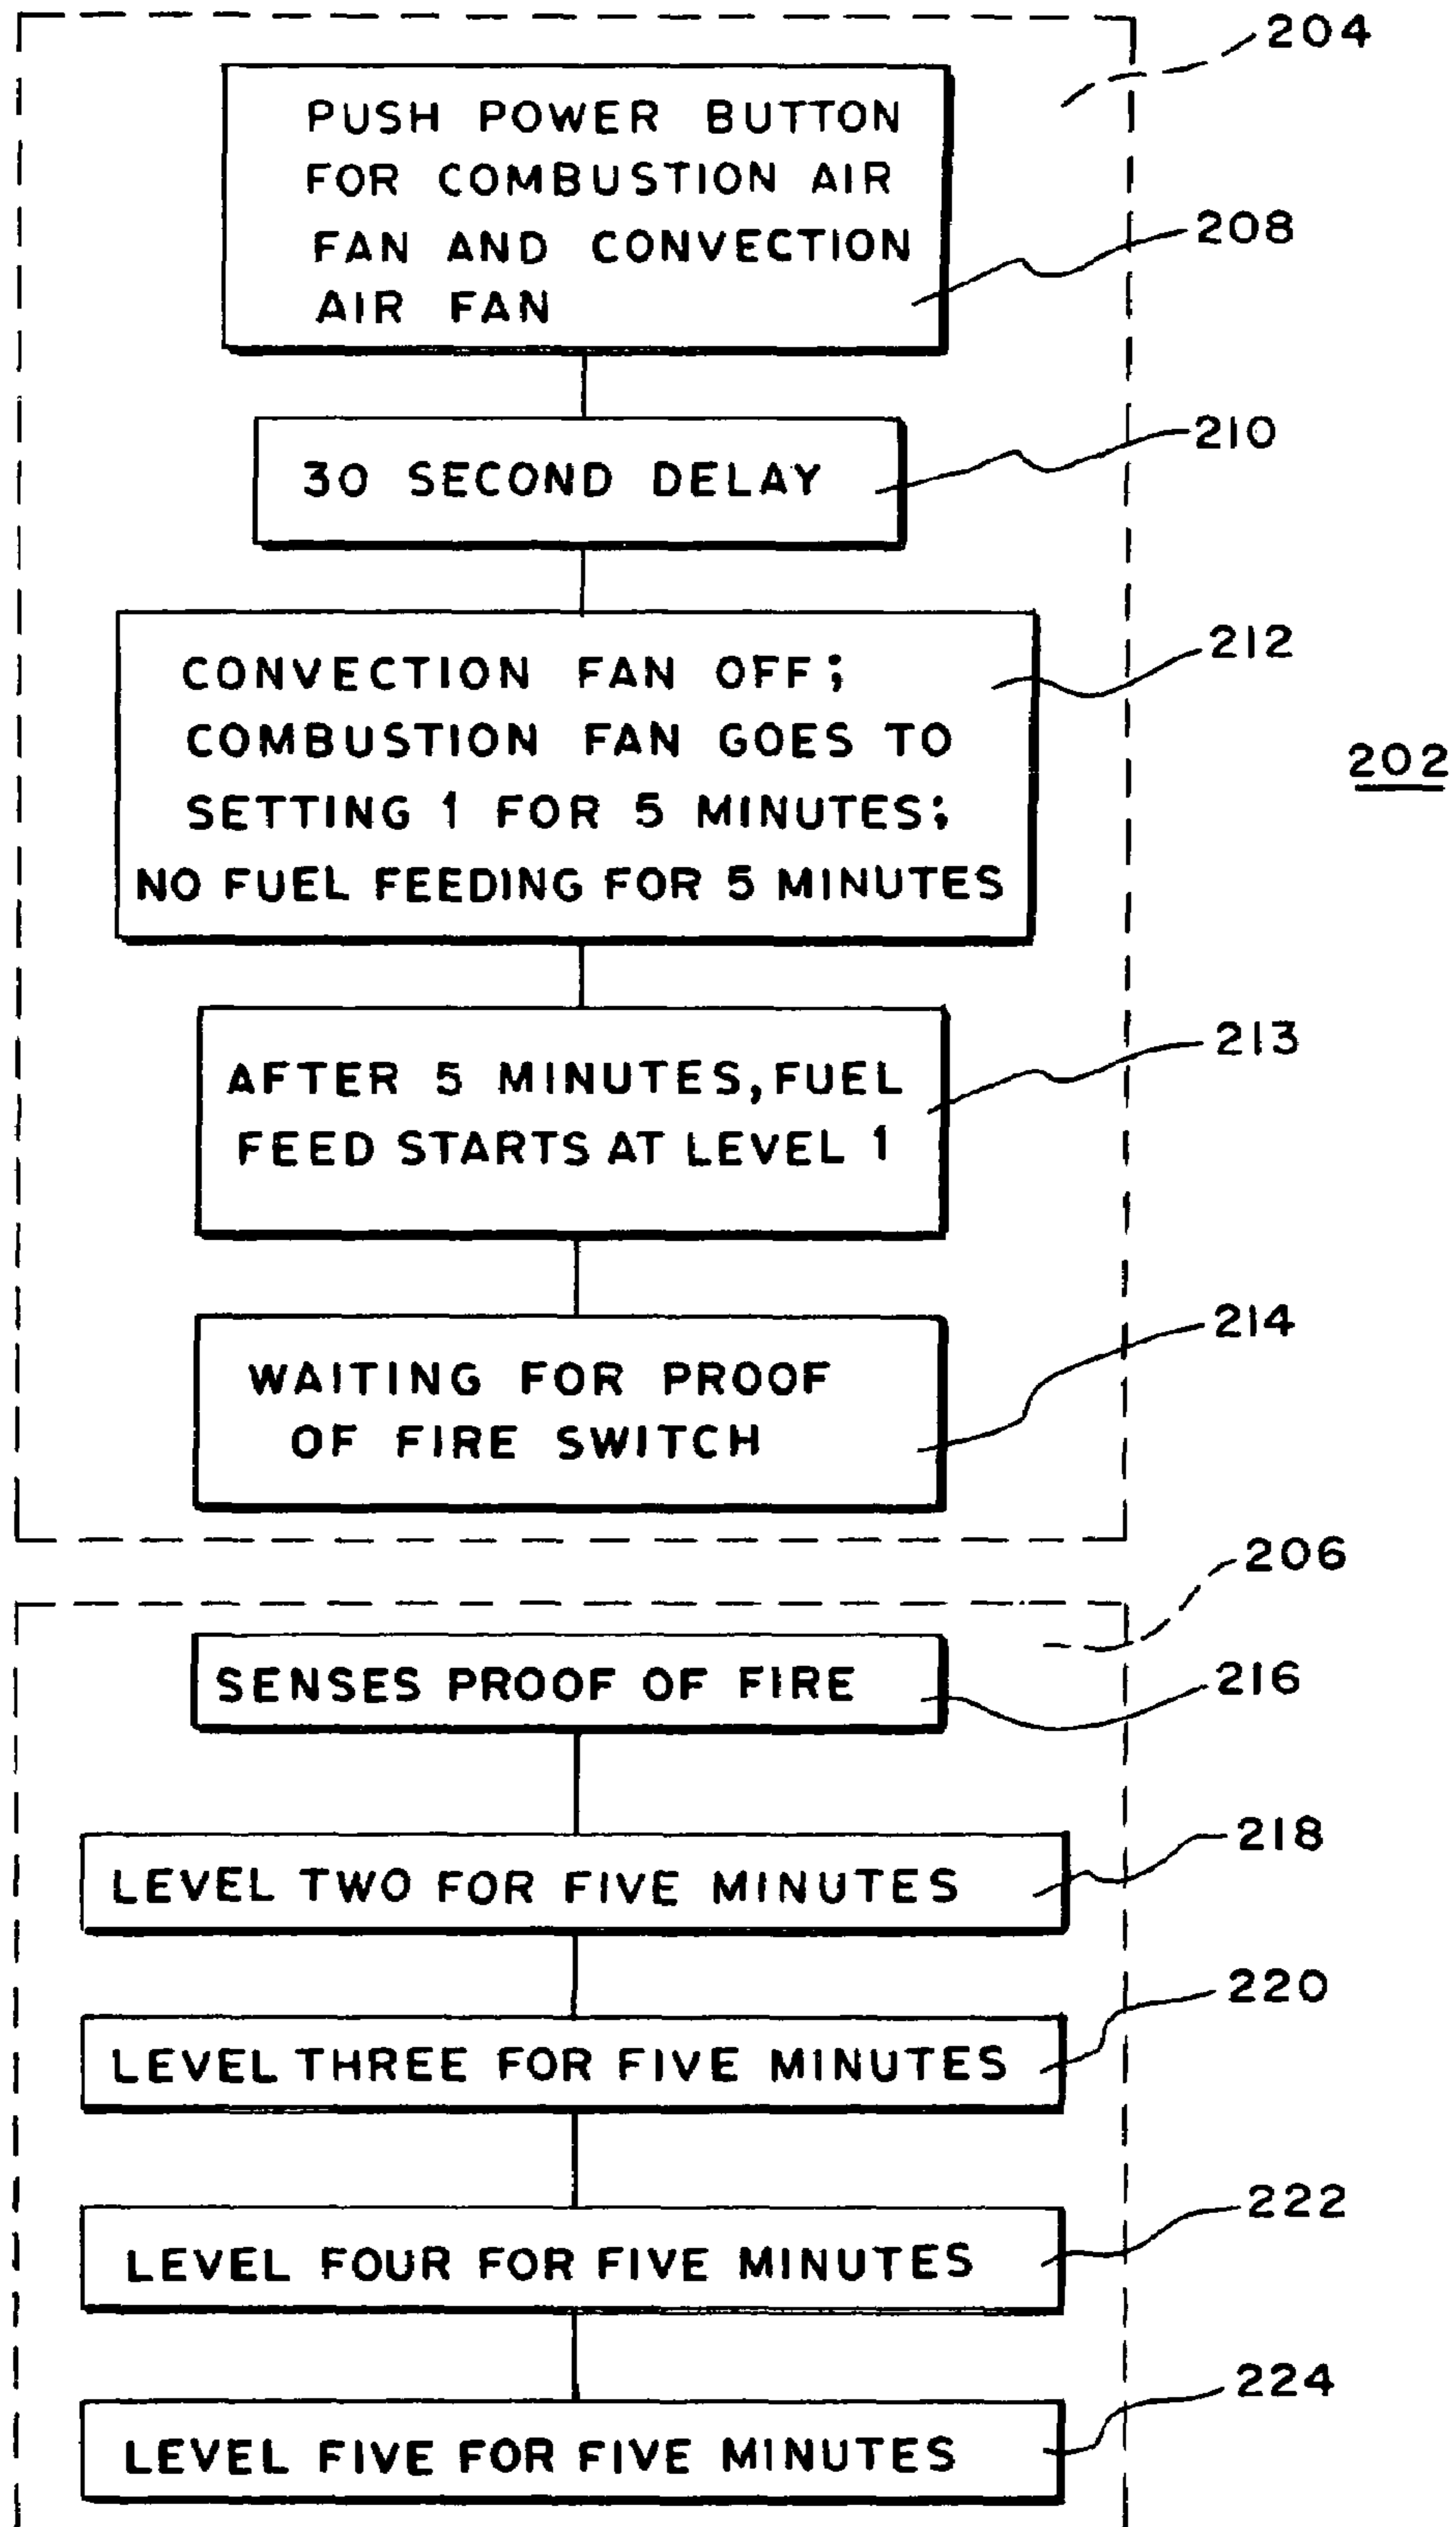 204
PUSH POWER BUTTON
FOR COMBUSTION AIR
FAN AND CONVECTION
AIR FAN
208
30 SECOND DELAY
210
CONVECTION FAN OFF;
COMBUSTION FAN GOES TO
SETTING 1 FOR 5 MINUTES;
NO FUEL FEEDING FOR 5 MINUTES
212
202
AFTER 5 MINUTES, FUEL
FEED STARTS AT LEVEL 1
213
WAITING FOR PROOF
OF FIRE SWITCH
214
206
SENSES PROOF OF FIRE
216
LEVEL TWO FOR FIVE MINUTES
218
LEVEL THREE FOR FIVE MINUTES
220
LEVEL FOUR FOR FIVE MINUTES
222
LEVEL FIVE FOR FIVE MINUTES
224